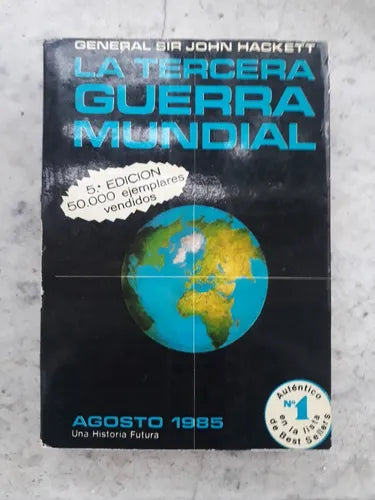 GENERAL SIR JOHN HACKETT
LA TERCERA
GUERRA
MUNDIAL
5.ª EDICION
50.000 ejemplares
vendidos
AGOSTO 1985
Una Historia Futura
Auténtico
Nº 1
en la lista
de Best Sellers